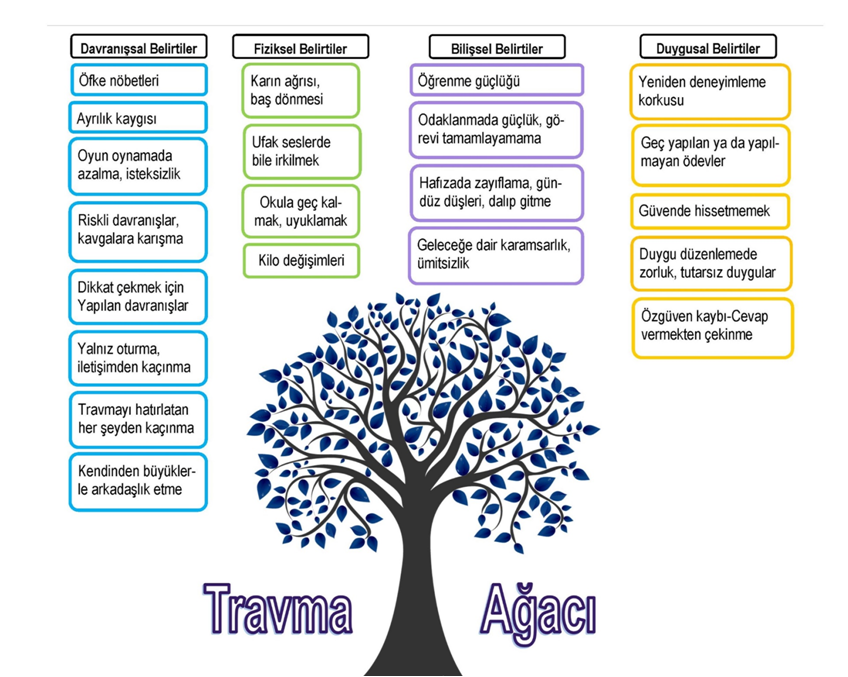 Davranışsal Belirtiler
Öfke nöbetleri
Ayrılık kaygısı
Oyun oynamada
azalma, isteksizlik
Riskli davranışlar,
kavgalara karışma
Dikkat çekmek için
Yapılan davranışlar
Yalnız oturma,
iletişimden kaçınma
Travmayı hatırlatan
her şeyden kaçınma
Kendinden büyükler-
le arkadaşlık etme
Fiziksel Belirtiler
Karın ağrısı,
baş dönmesi
Ufak seslerde
bile irkilmek
Okula geç kal-
mak, uyuklamak
Kilo değişimleri
Bilişsel Belirtiler
Öğrenme güçlüğü
Odaklanmada güçlük, gö-
revi tamamlayamama
Hafızada zayıflama, gün-
düz düşleri, dalıp gitme
Geleceğe dair karamsarlık,
ümitsizlik
Duygusal Belirtiler
Yeniden deneyimleme
korkusu
Geç yapılan ya da yapıl-
mayan ödevler
Güvende hissetmemek
Duygu düzenlemede
zorluk, tutarsız duygular
Özgüven kaybı-Cevap
vermekten çekinme
Travma Ağacı